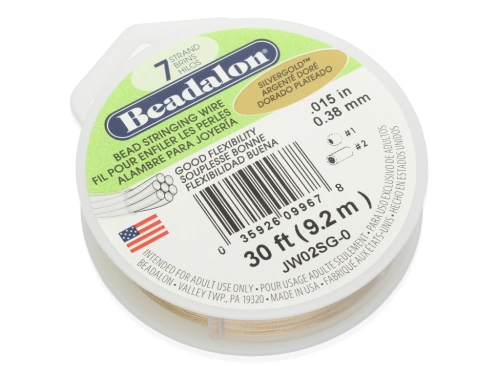 7 STRAND
BRINS
HILOS
Beadalon®
BEAD STRINGING WIRE
FIL POUR ENFILER LES PERLES
ALAMBRE PARA JOYERÍA
SILVERGOLD™
ARGENTÉ DORÉ
DORADO PLATEADO
.015 in
0.38 mm
GOOD FLEXIBILITY
SOUPLESSE BONNE
FLEXIBILIDAD BUENA
#1
#2
0 35926 09967 8
30 ft (9.2 m)
JW02SG-0
INTENDED FOR ADULT USE ONLY • POUR USAGE ADULTE SEULEMENT • PARA USO EXCLUSIVO DE ADULTOS
BEADALON • VALLEY TWP., PA 19320 • MADE IN USA • FABRIQUÉ AUX ÉTATS-UNIS • HECHO EN ESTADOS UNIDOS